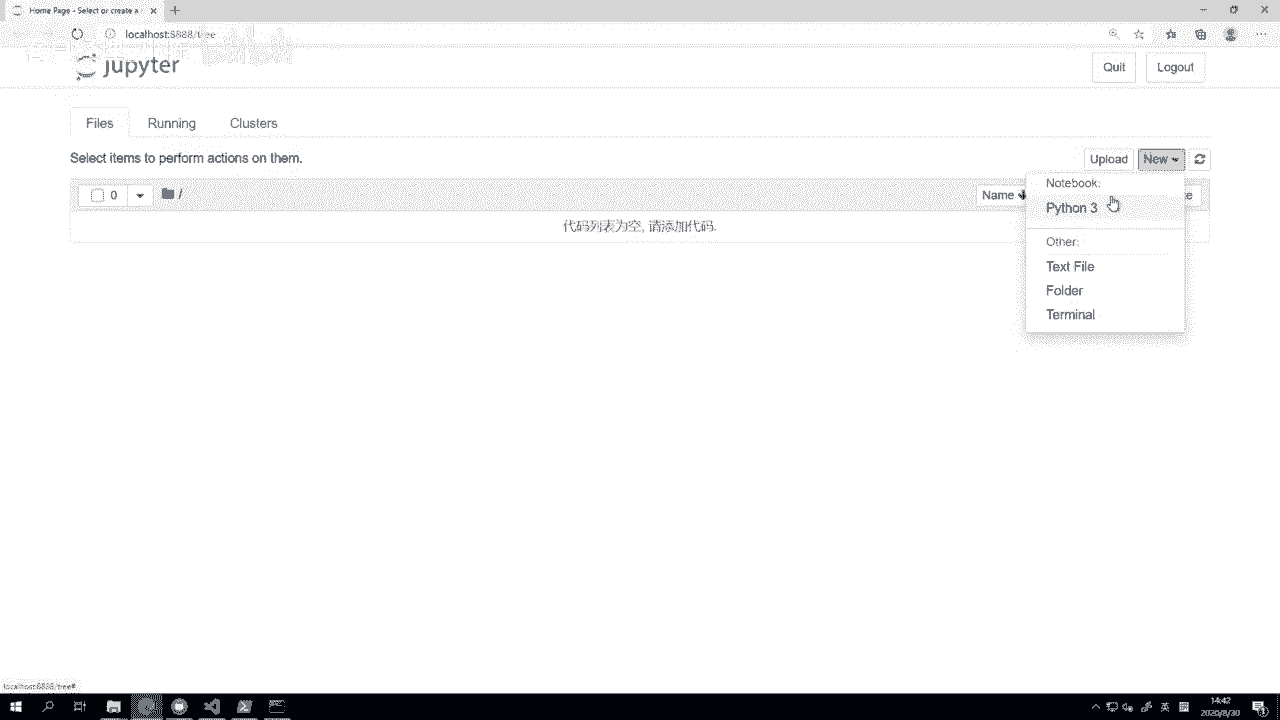 Home Page - Select or create a
localhost:8888/tree
jupyter
Quit
Logout
Files
Running
Clusters
Select items to perform actions on them.
Upload
New
0
/
Name
Notebook:
Python 3
代码列表为空, 请添加代码.
Other:
Text File
Folder
Terminal
localhost:8888/tree#
英
14:42
2020/8/30